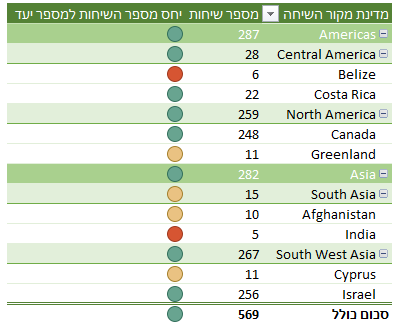 מדינת מקור השיחה מספר שיחות יחס מספר השיחות למספר יעד
Americas 287
Central America 28
Belize 6
Costa Rica 22
North America 259
Canada 248
Greenland 11
Asia 282
South Asia 15
Afghanistan 10
India 5
South West Asia 267
Cyprus 11
Israel 256
סכום כולל 569